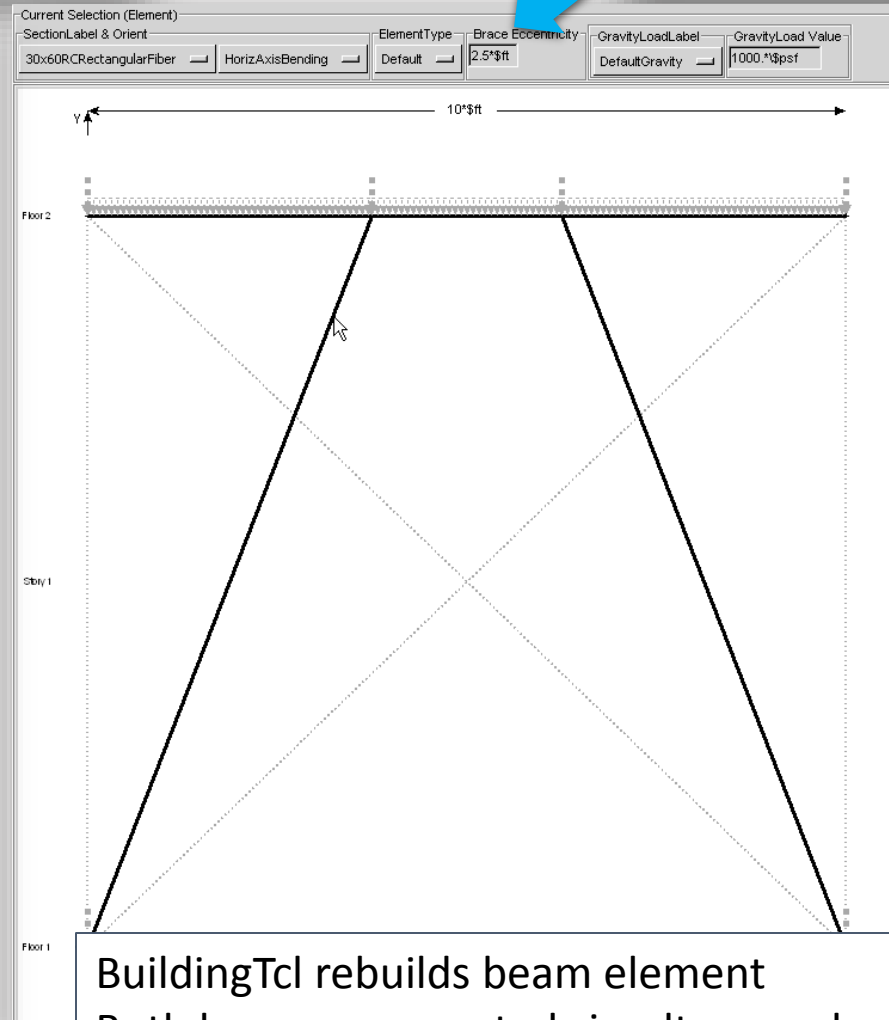 Current Selection (Element)
SectionLabel & Orient
ElementType
Brace Eccentricity
GravityLoadLabel
GravityLoad Value
30x60RCRectangularFiber
HorizAxisBending
Default
2.5*$ft
DefaultGravity
1000.*\$psf
Y
10*$ft
Floor 2
Story 1
Floor 1
BuildingTcl rebuilds beam element